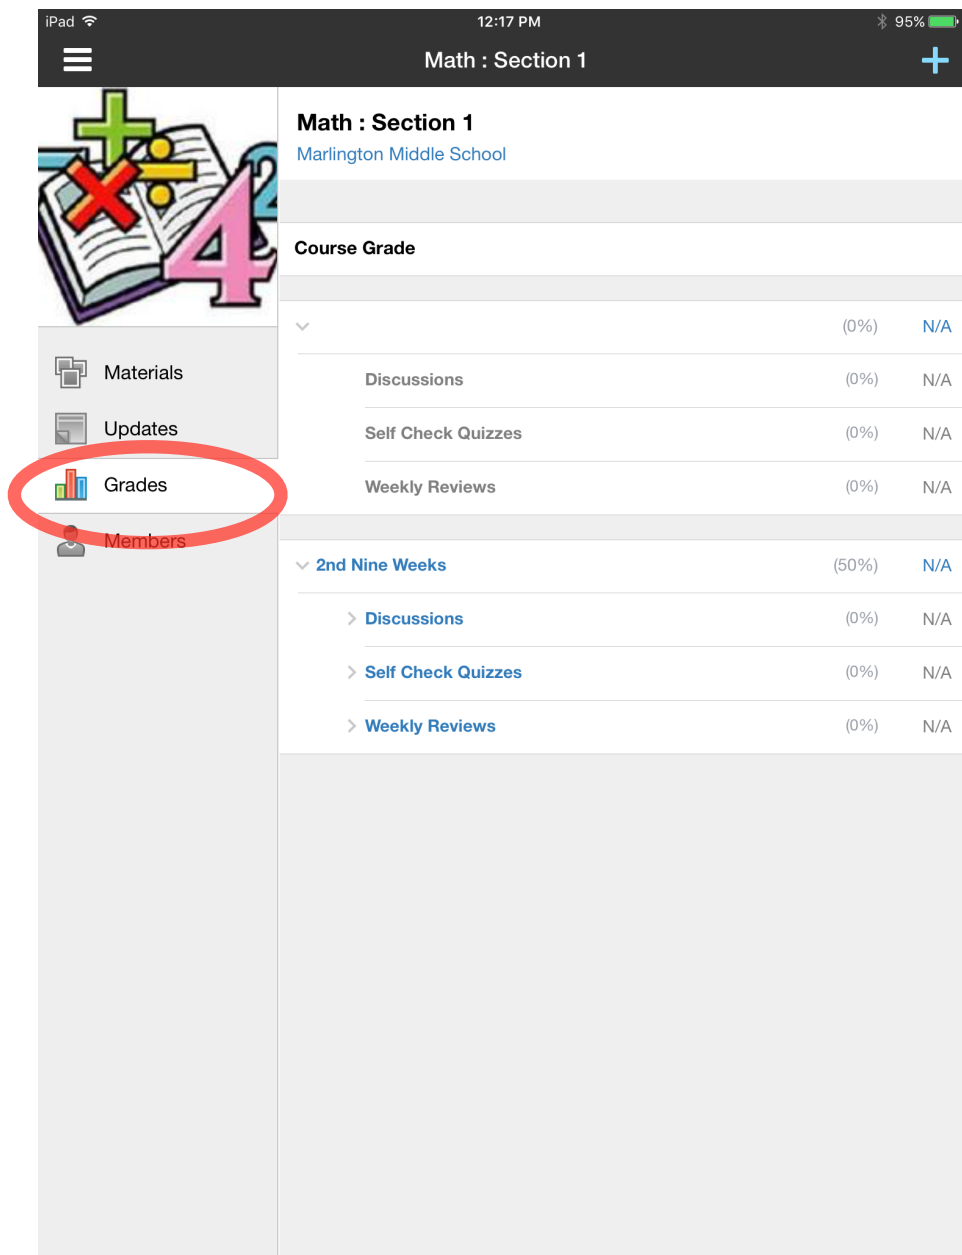 iPad 12:17 PM 95%
Math : Section 1
Math : Section 1
Marlington Middle School
4 2
Course Grade
(0%) N/A
Discussions (0%) N/A
Self Check Quizzes (0%) N/A
Weekly Reviews (0%) N/A
2nd Nine Weeks (50%) N/A
Discussions (0%) N/A
Self Check Quizzes (0%) N/A
Weekly Reviews (0%) N/A
Materials
Updates
Grades
Members